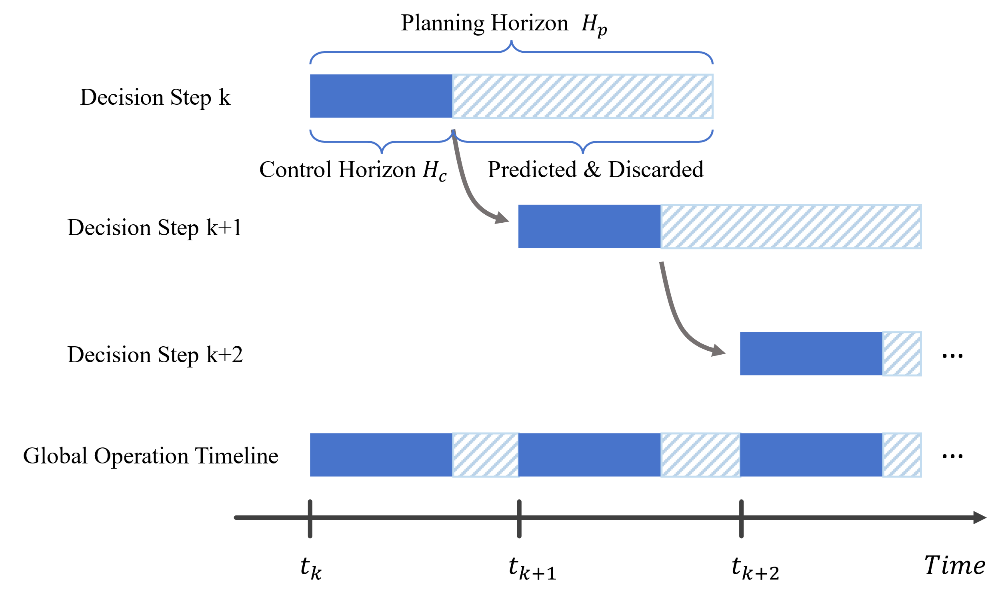 Planning Horizon H_p
Decision Step k
Control Horizon H_c
Predicted & Discarded
Decision Step k+1
Decision Step k+2
...
Global Operation Timeline
...
t_k
t_{k+1}
t_{k+2}
Time